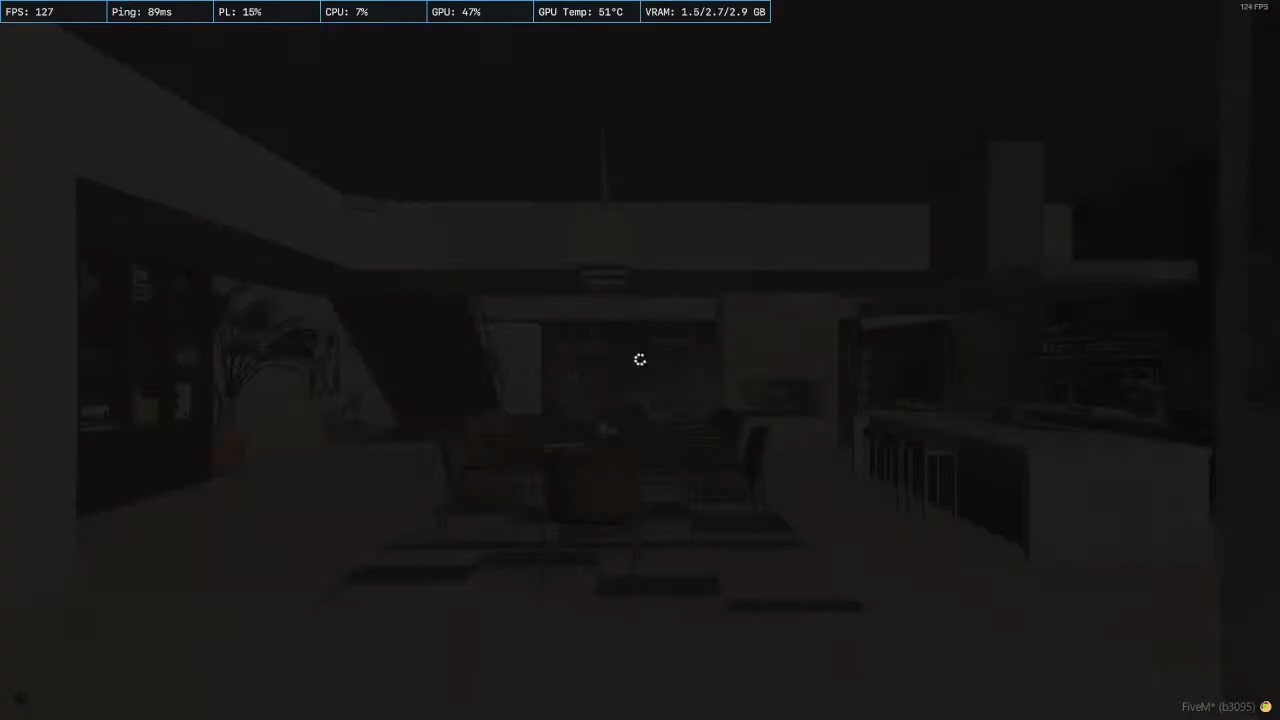 FPS: 127 Ping: 89ms PL: 15% CPU: 7% GPU: 47% GPU Temp: 51°C VRAM: 1.5/2.7/2.9 GB
124 FPS
FiveM* (b3095)